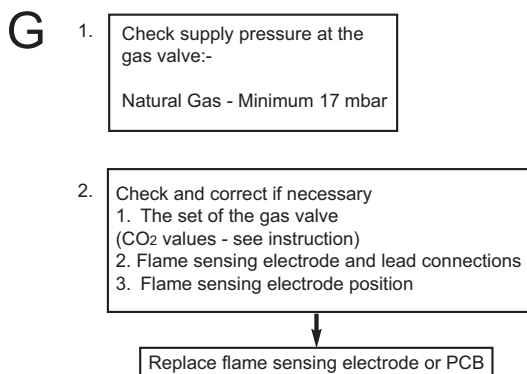 G
1. Check supply pressure at the
gas valve:-
Natural Gas - Minimum 17 mbar
2. Check and correct if necessary
1. The set of the gas valve
(CO2 values - see instruction)
2. Flame sensing electrode and lead connections
3. Flame sensing electrode position
Replace flame sensing electrode or PCB